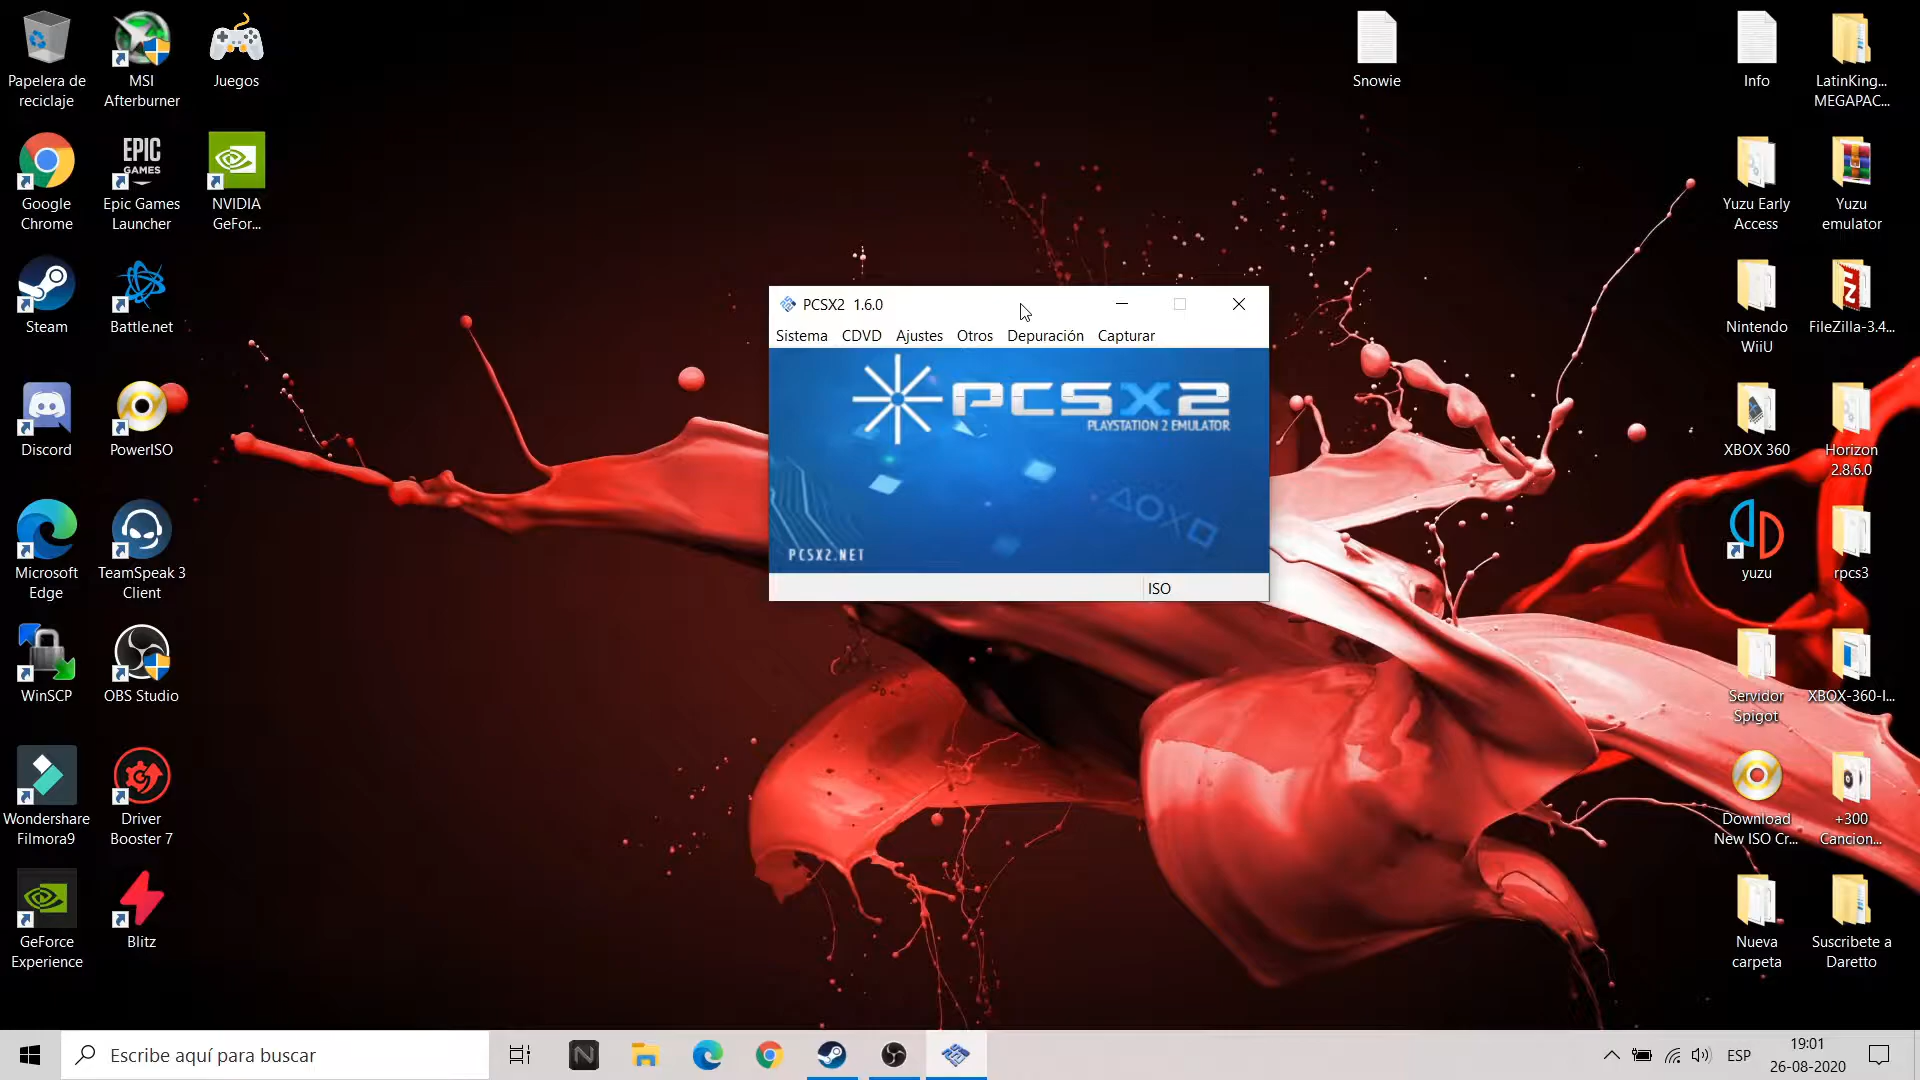 Papelera de
reciclaje
MSI
Afterburner
Juegos
Snowie
Info
LatinKing...
MEGAPAC...
EPIC
GAMES
Google
Chrome
Epic Games
Launcher
NVIDIA
GeFor...
Yuzu Early
Access
Yuzu
emulator
Steam
Battle.net
Nintendo
WiiU
FileZilla-3.4...
PCSX2 1.6.0
Sistema CDVD Ajustes Otros Depuración Capturar
PCSX2
PLAYSTATION 2 EMULATOR
PCSX2.NET
ISO
Discord
PowerISO
XBOX 360
Horizon
2.8.6.0
Microsoft
Edge
TeamSpeak 3
Client
yuzu
rpcs3
WinSCP
OBS Studio
Servidor
Spigot
XBOX-360-I...
Wondershare
Filmora9
Driver
Booster 7
Download
New ISO Cr...
+300
Cancion...
GeForce
Experience
Blitz
Nueva
carpeta
Suscribete a
Daretto
Escribe aquí para buscar
N
ESP
19:01
26-08-2020